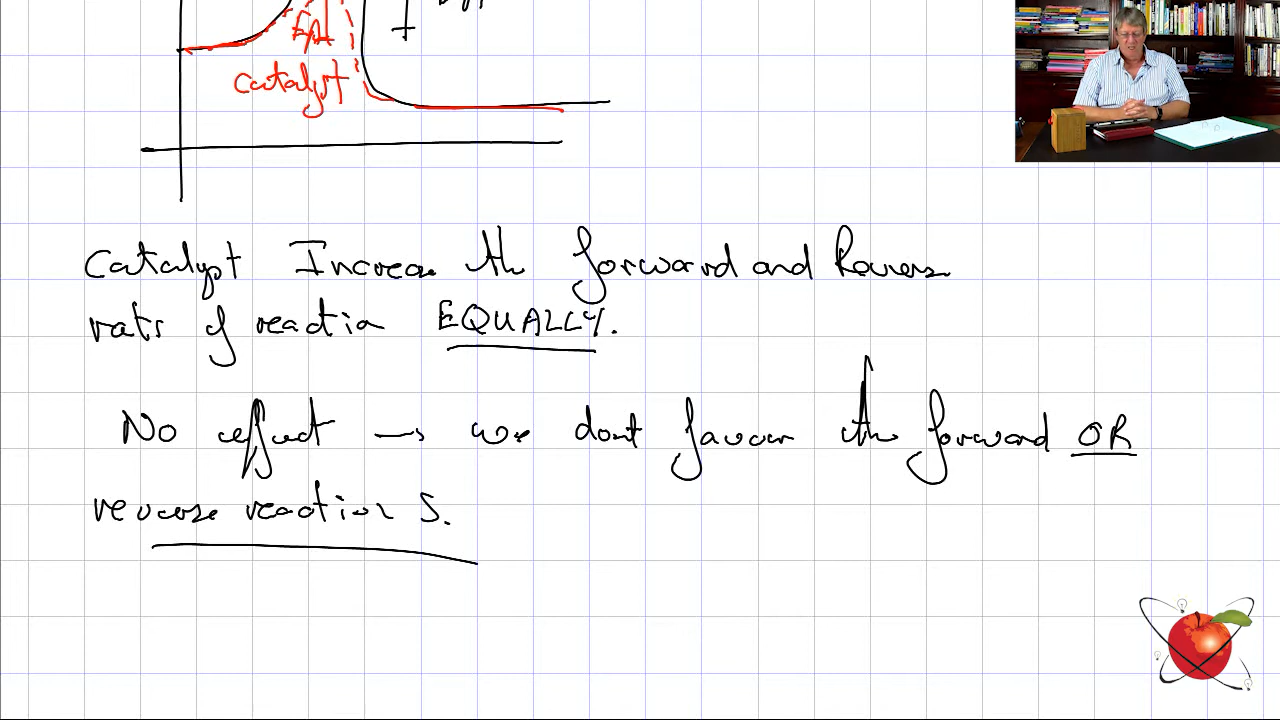 catalyst
Catalyst Increase the forward and Reverse
rate of reaction EQUALLY.
No effect → we dont favour the forward OR
reverse reactions.